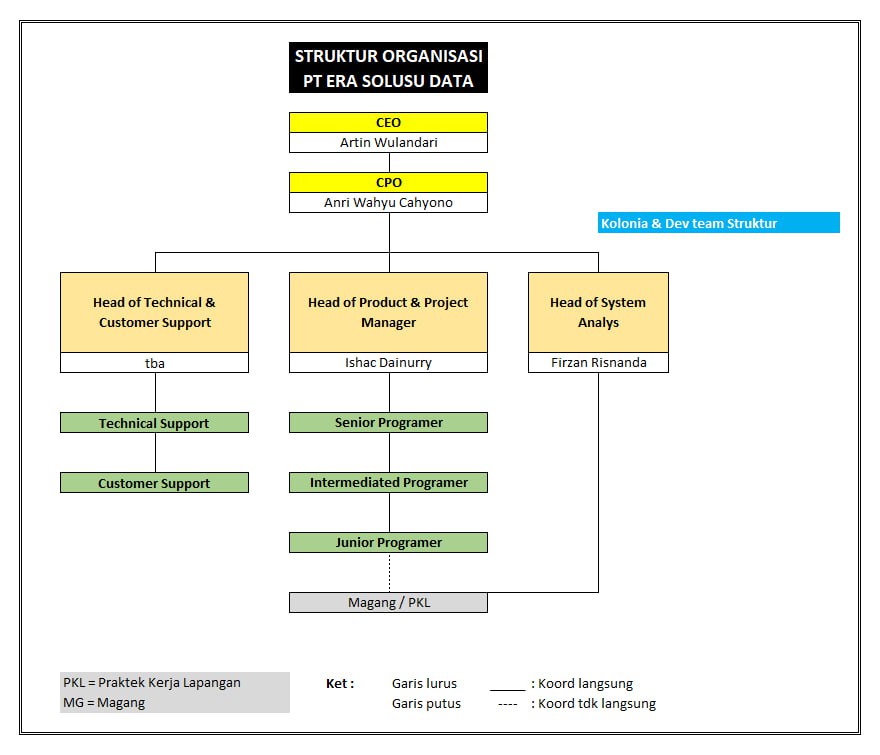 STRUKTUR ORGANISASI
PT ERA SOLUSU DATA
CEO
Artin Wulandari
CPO
Anri Wahyu Cahyono
Kolonia & Dev team Struktur
Head of Technical &
Customer Support
tba
Head of Product & Project
Manager
Ishac Dainurry
Head of System
Analys
Firzan Risnanda
Technical Support
Customer Support
Senior Programer
Intermediated Programer
Junior Programer
Magang / PKL
PKL = Praktek Kerja Lapangan
MG = Magang
Ket : Garis lurus _____ : Koord langsung
Garis putus ---- : Koord tdk langsung